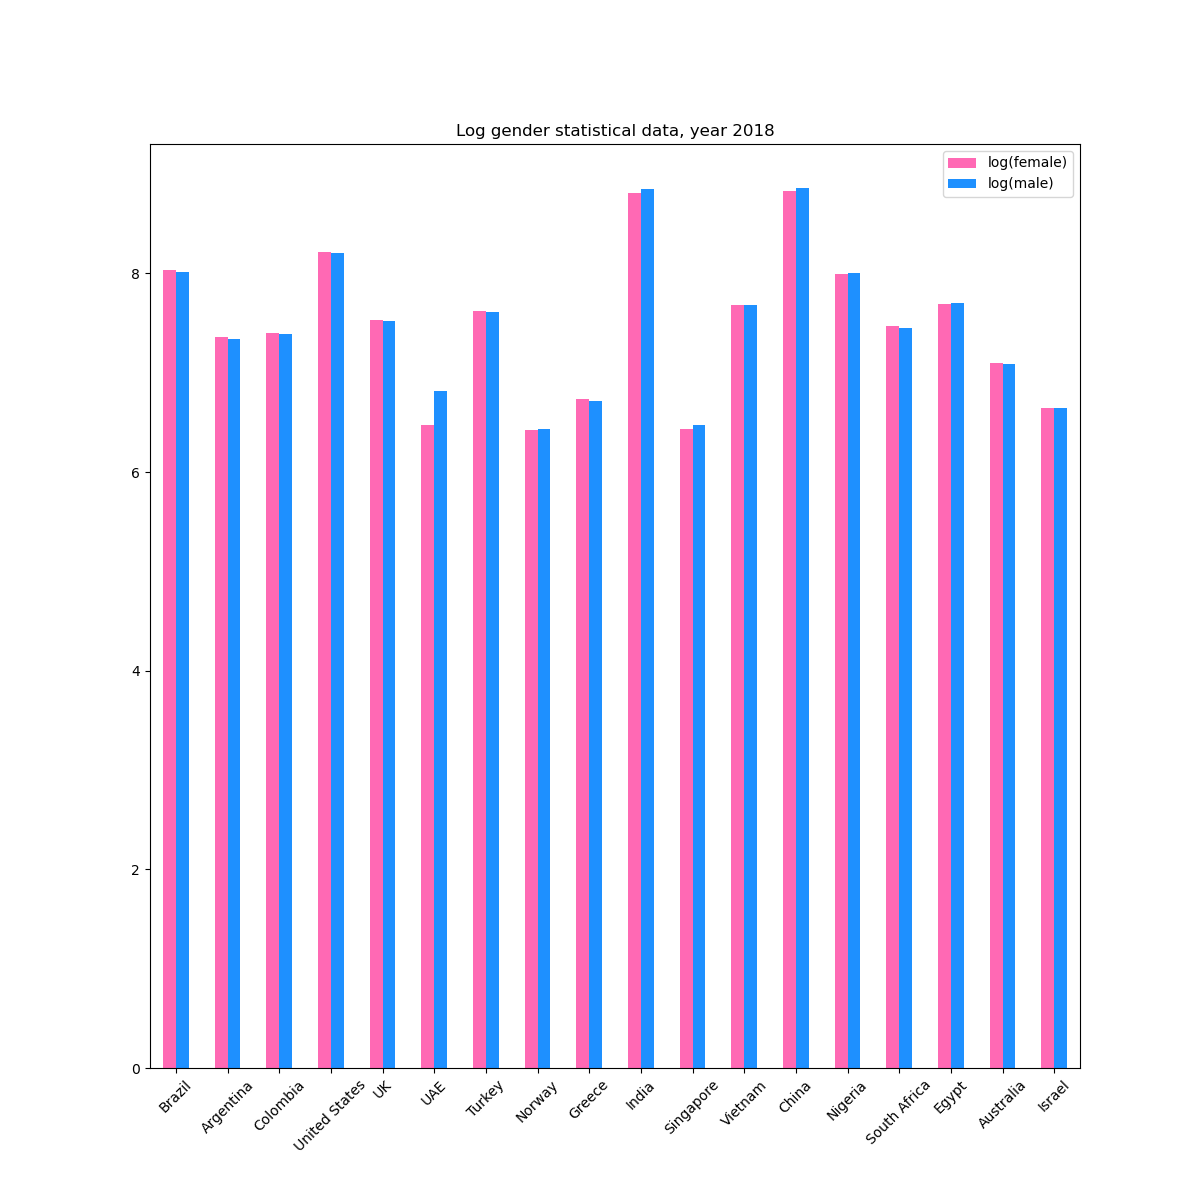 Log gender statistical data, year 2018
log(female)
log(male)
8
6
4
2
0
Brazil
Argentina
Colombia
United States
UK
UAE
Turkey
Norway
Greece
India
Singapore
Vietnam
China
Nigeria
South Africa
Egypt
Australia
Israel